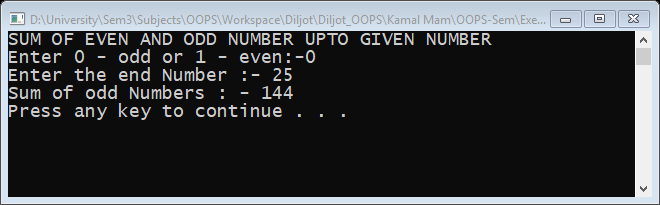 D:\University\Sem3\Subjects\OOPS\Workspace\Diljot\Diljot_OOPS\Kamal Mam\OOPS-Sem\Exe...
SUM OF EVEN AND ODD NUMBER UPTO GIVEN NUMBER
Enter 0 - odd or 1 - even:-0
Enter the end Number :- 25
Sum of odd Numbers : - 144
Press any key to continue . . .